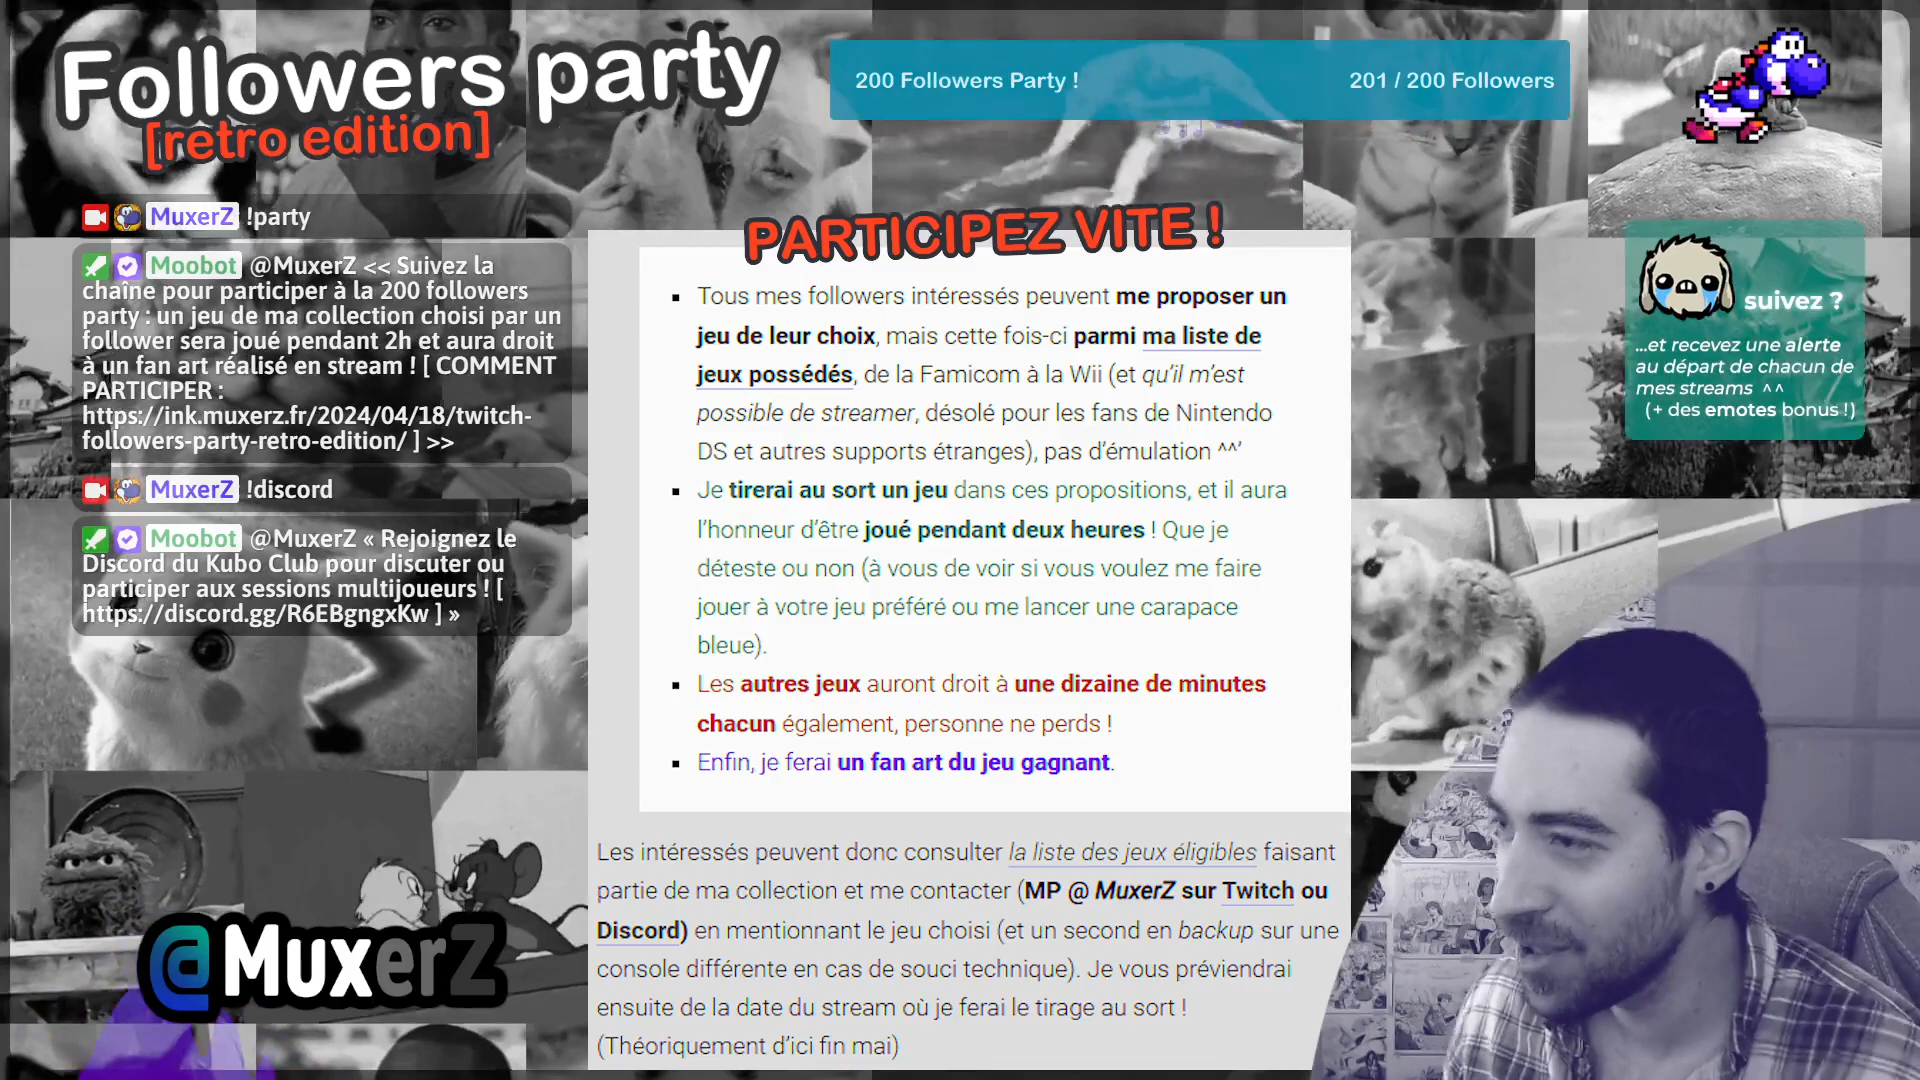 Followers party
[retro edition]
200 Followers Party !
201 / 200 Followers
MuxerZ !party
Moobot @MuxerZ << Suivez la
chaîne pour participer à la 200 followers
party : un jeu de ma collection choisi par un
follower sera joué pendant 2h et aura droit
à un fan art réalisé en stream ! [ COMMENT
PARTICIPER :
https://ink.muxerz.fr/2024/04/18/twitch-
followers-party-retro-edition/ ] >>
MuxerZ !discord
Moobot @MuxerZ « Rejoignez le
Discord du Kubo Club pour discuter ou
participer aux sessions multijoueurs ! [
https://discord.gg/R6EBgngxKw ] »
PARTICIPEZ VITE !
Tous mes followers intéressés peuvent me proposer un
jeu de leur choix, mais cette fois-ci parmi ma liste de
jeux possédés, de la Famicom à la Wii (et qu'il m'est
possible de streamer, désolé pour les fans de Nintendo
DS et autres supports étranges), pas d'émulation ^^'
Je tirerai au sort un jeu dans ces propositions, et il aura
l'honneur d'être joué pendant deux heures ! Que je
déteste ou non (à vous de voir si vous voulez me faire
jouer à votre jeu préféré ou me lancer une carapace
bleue).
Les autres jeux auront droit à une dizaine de minutes
chacun également, personne ne perds !
Enfin, je ferai un fan art du jeu gagnant.
Les intéressés peuvent donc consulter la liste des jeux éligibles faisant
partie de ma collection et me contacter (MP @ MuxerZ sur Twitch ou
Discord) en mentionnant le jeu choisi (et un second en backup sur une
console différente en cas de souci technique). Je vous préviendrai
ensuite de la date du stream où je ferai le tirage au sort !
(Théoriquement d'ici fin mai)
suivez ?
...et recevez une alerte
au départ de chacun de
mes streams ^^
(+ des emotes bonus !)
@MuxerZ